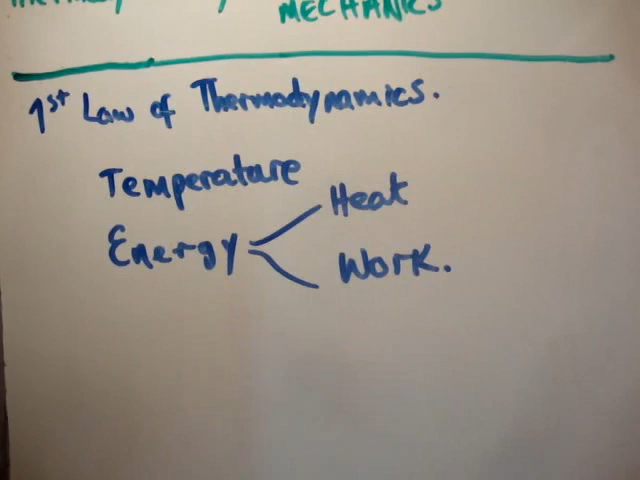 MECHANICS
1st Law of Thermodynamics.
Temperature
Heat
Energy
Work.